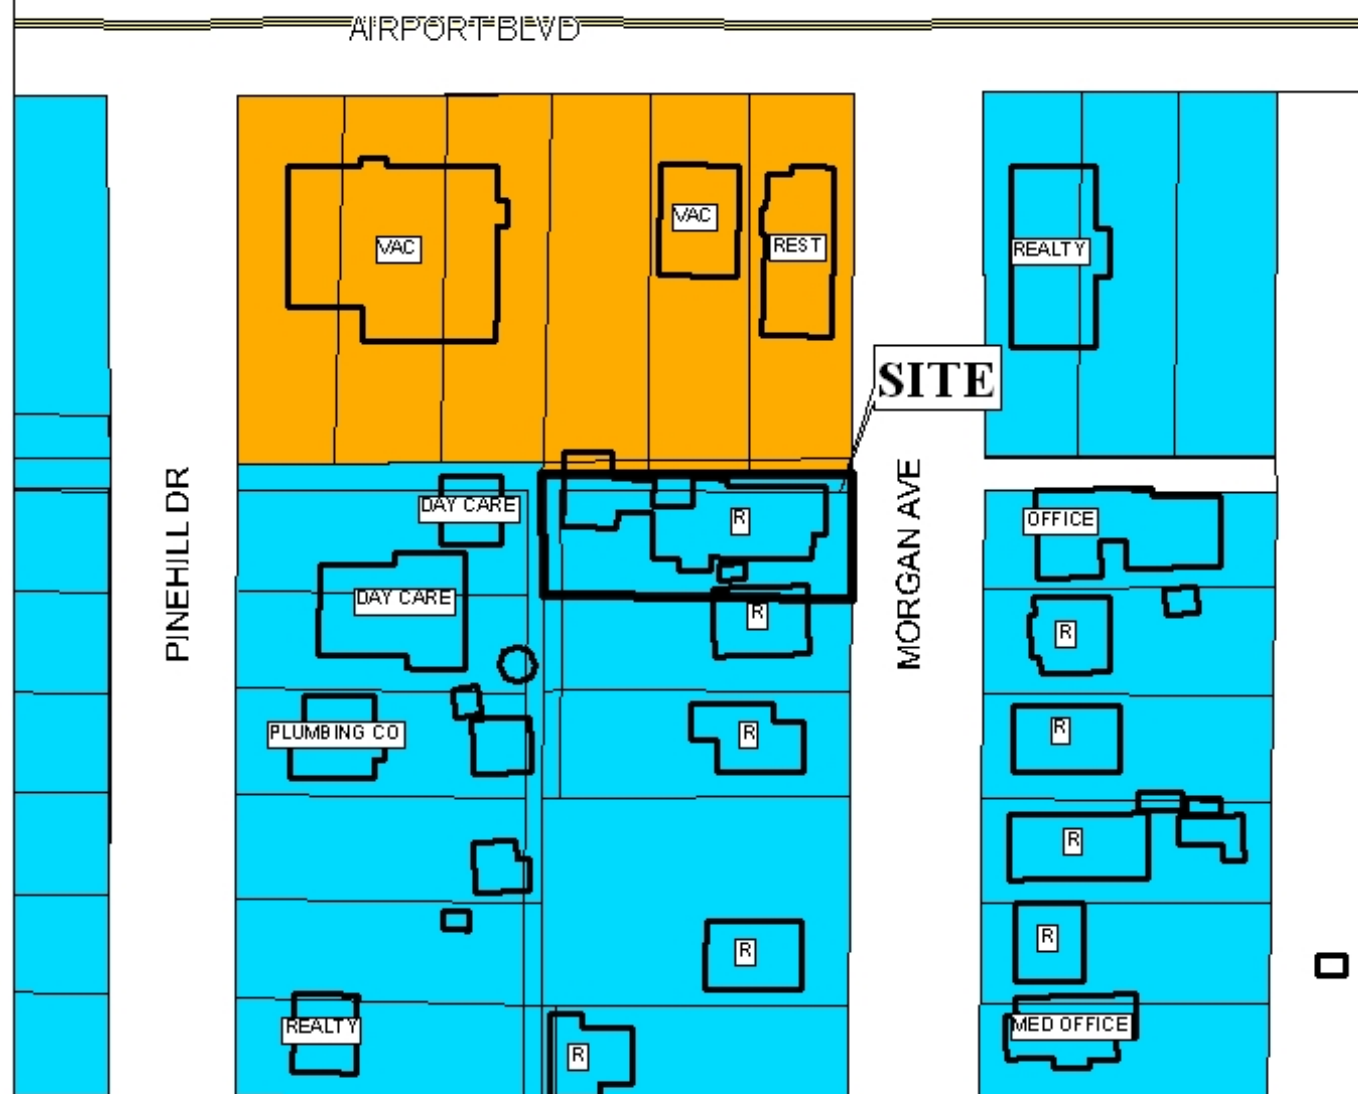 AIRPORT BLVD
VAC
VAC
REST
REALTY
SITE
DAY CARE
R
OFFICE
PINEHILL DR
MORGAN AVE
DAY CARE
R
R
PLUMBING CO
R
R
R
R
R
REALTY
R
MED OFFICE